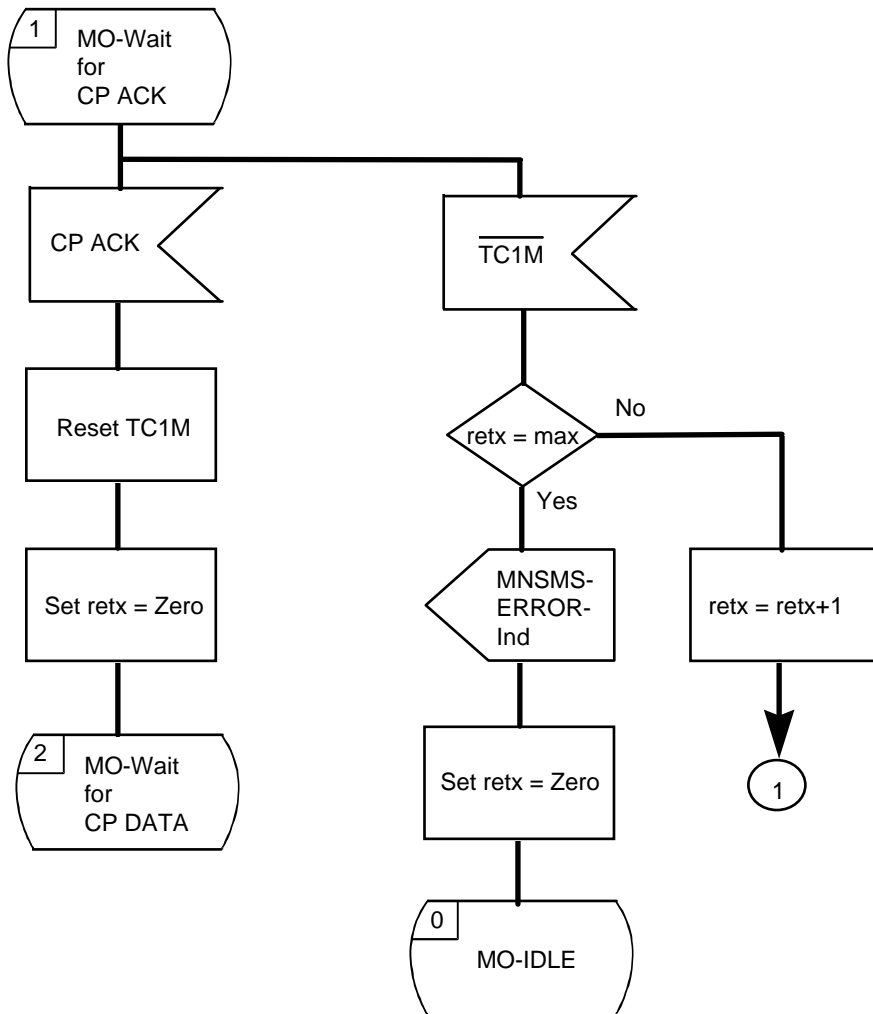 1
MO-Wait
for
CP ACK
CP ACK
TC1M
Reset TC1M
retx = max
No
Yes
Set retx = Zero
MNSMS-
ERROR-
Ind
retx = retx+1
2
MO-Wait
for
CP DATA
Set retx = Zero
1
0
MO-IDLE